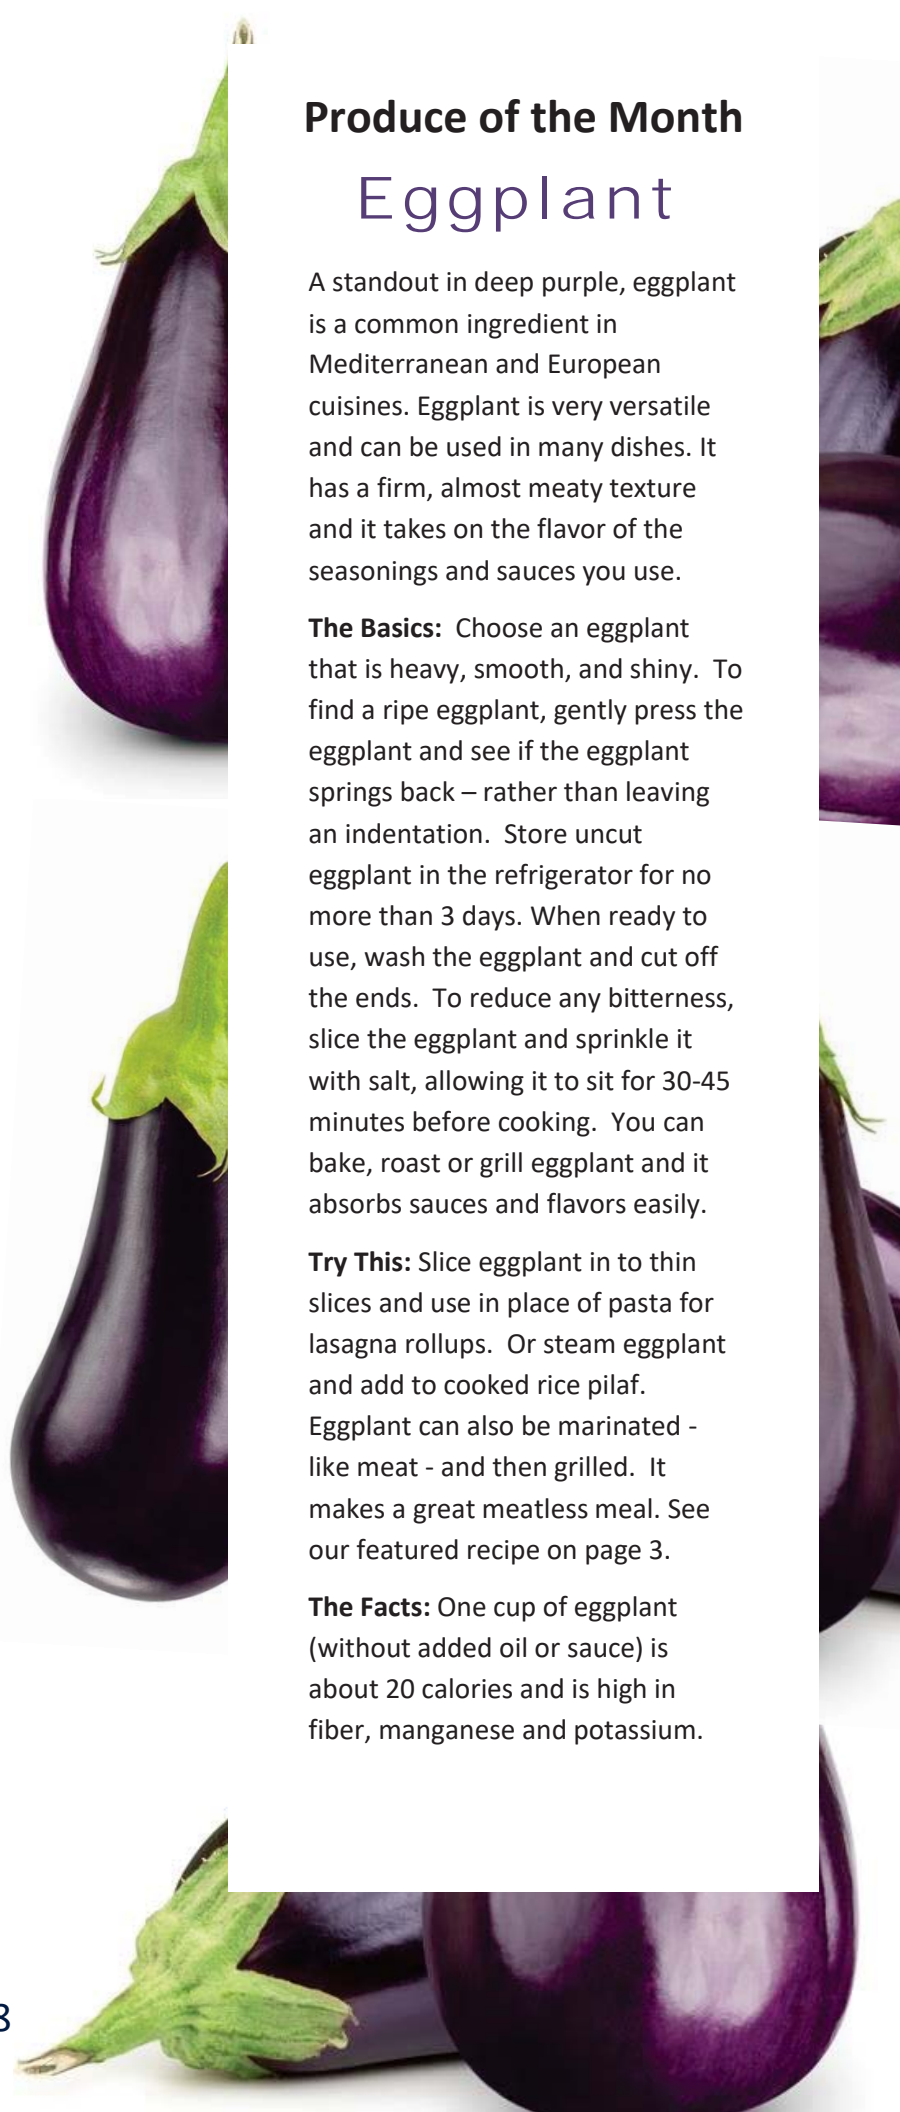 Produce of the Month
Eggplant
A standout in deep purple, eggplant
is a common ingredient in
Mediterranean and European
cuisines. Eggplant is very versatile
and can be used in many dishes. It
has a firm, almost meaty texture
and it takes on the flavor of the
seasonings and sauces you use.
The Basics:  Choose an eggplant
that is heavy, smooth, and shiny.  To
find a ripe eggplant, gently press the
eggplant and see if the eggplant
springs back – rather than leaving
an indentation.  Store uncut
eggplant in the refrigerator for no
more than 3 days. When ready to
use, wash the eggplant and cut off
the ends.  To reduce any bitterness,
slice the eggplant and sprinkle it
with salt, allowing it to sit for 30-45
minutes before cooking.  You can
bake, roast or grill eggplant and it
absorbs sauces and flavors easily.
Try This: Slice eggplant in to thin
slices and use in place of pasta for
lasagna rollups.  Or steam eggplant
and add to cooked rice pilaf.
Eggplant can also be marinated -
like meat - and then grilled.  It
makes a great meatless meal. See
our featured recipe on page 3.
The Facts: One cup of eggplant
(without added oil or sauce) is
about 20 calories and is high in
fiber, manganese and potassium.
8